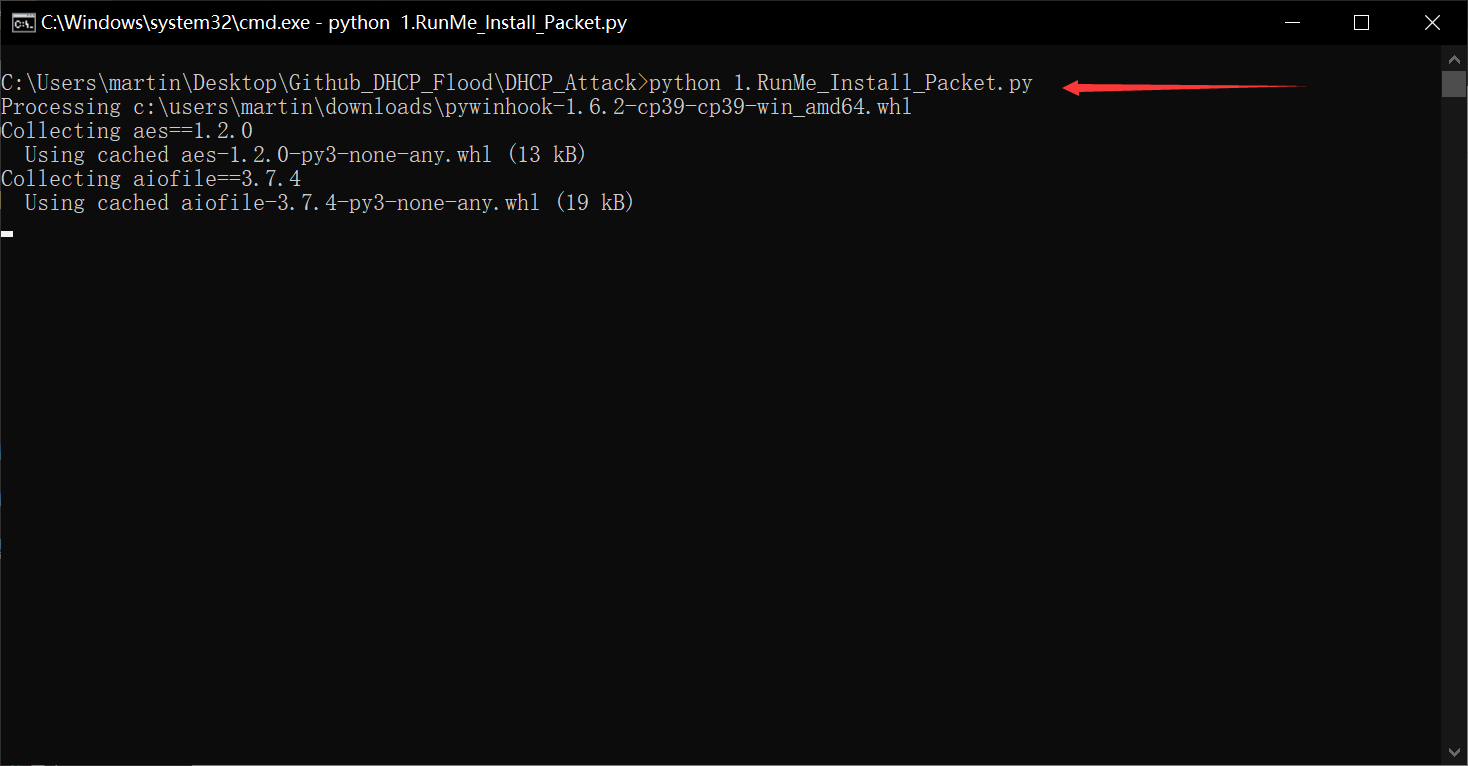 C:\Windows\system32\cmd.exe - python  1.RunMe_Install_Packet.py
C:\Users\martin\Desktop\Github_DHCP_Flood\DHCP_Attack>python 1.RunMe_Install_Packet.py
Processing c:\users\martin\downloads\pywinhook-1.6.2-cp39-cp39-win_amd64.whl
Collecting aes==1.2.0
  Using cached aes-1.2.0-py3-none-any.whl (13 kB)
Collecting aiofile==3.7.4
  Using cached aiofile-3.7.4-py3-none-any.whl (19 kB)